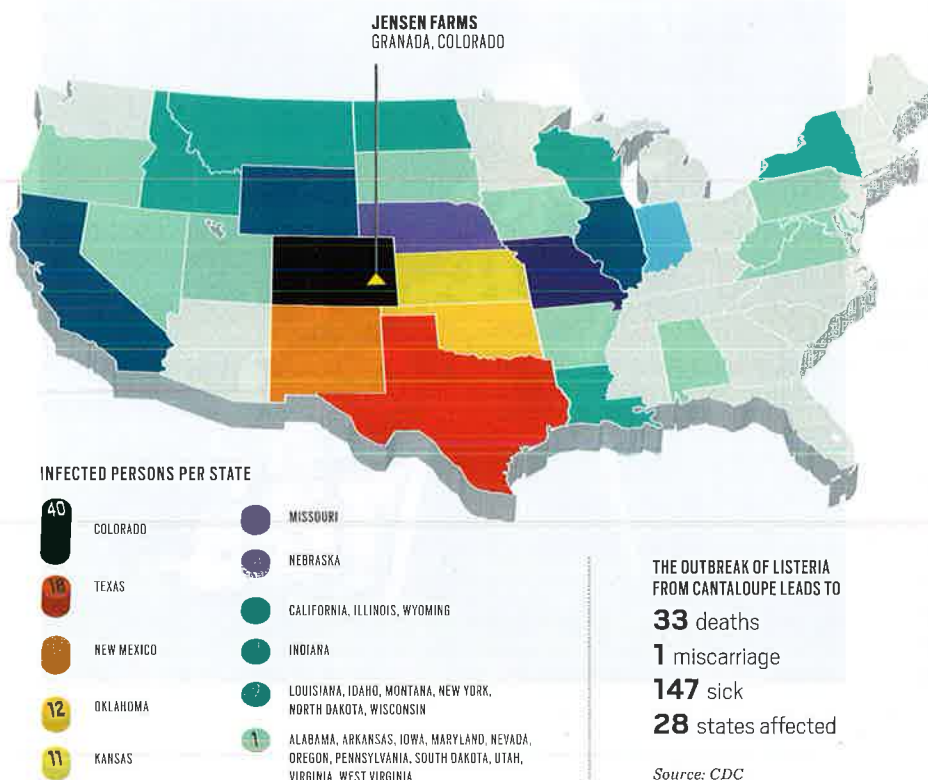 JENSEN FARMS
GRANADA, COLORADO
INFECTED PERSONS PER STATE
40
COLORADO
18
TEXAS
NEW MEXICO
12
OKLAHOMA
11
KANSAS
MISSOURI
NEBRASKA
CALIFORNIA, ILLINOIS, WYOMING
INDIANA
2
LOUISIANA, IDAHO, MONTANA, NEW YORK,
NORTH DAKOTA, WISCONSIN
1
ALABAMA, ARKANSAS, IOWA, MARYLAND, NEVADA,
OREGON, PENNSYLVANIA, SOUTH DAKOTA, UTAH,
VIRGINIA, WEST VIRGINIA
THE OUTBREAK OF LISTERIA
FROM CANTALOUPE LEADS TO
33 deaths
1 miscarriage
147 sick
28 states affected
Source: CDC